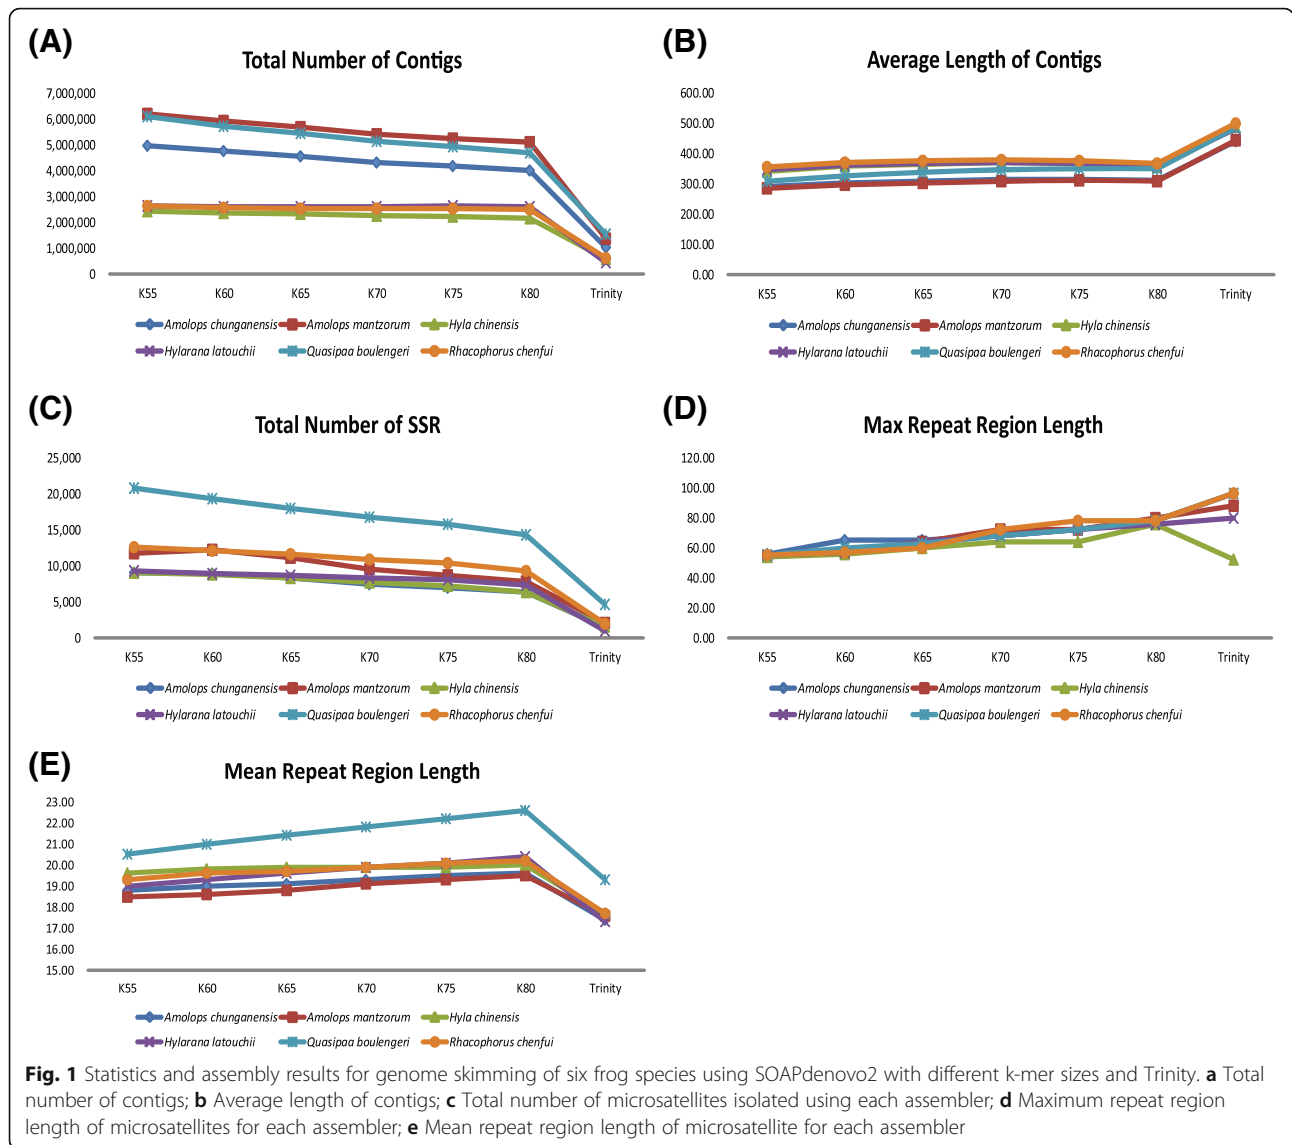 (A)
Total Number of Contigs
7,000,000
6,000,000
5,000,000
4,000,000
3,000,000
2,000,000
1,000,000
0
K55 K60 K65 K70 K75 K80 Trinity
Amolops chunganensis Amolops mantzorum Hyla chinensis
Hylarana latouchii Quasipaa boulengeri Rhacophorus chenfui
(B)
Average Length of Contigs
600.00
500.00
400.00
300.00
200.00
100.00
0.00
K55 K60 K65 K70 K75 K80 Trinity
Amolops chunganensis Amolops mantzorum Hyla chinensis
Hylarana latouchii Quasipaa boulengeri Rhacophorus chenfui
(C)
Total Number of SSR
25,000
20,000
15,000
10,000
5,000
0
K55 K60 K65 K70 K75 K80 Trinity
Amolops chunganensis Amolops mantzorum Hyla chinensis
Hylarana latouchii Quasipaa boulengeri Rhacophorus chenfui
(D)
Max Repeat Region Length
120.00
100.00
80.00
60.00
40.00
20.00
0.00
K55 K60 K65 K70 K75 K80 Trinity
Amolops chunganensis Amolops mantzorum Hyla chinensis
Hylarana latouchii Quasipaa boulengeri Rhacophorus chenfui
(E)
Mean Repeat Region Length
23.00
22.00
21.00
20.00
19.00
18.00
17.00
16.00
15.00
K55 K60 K65 K70 K75 K80 Trinity
Amolops chunganensis Amolops mantzorum Hyla chinensis
Hylarana latouchii Quasipaa boulengeri Rhacophorus chenfui
Fig. 1 Statistics and assembly results for genome skimming of six frog species using SOAPdenovo2 with different k-mer sizes and Trinity. a Total
number of contigs; b Average length of contigs; c Total number of microsatellites isolated using each assembler; d Maximum repeat region
length of microsatellites for each assembler; e Mean repeat region length of microsatellite for each assembler